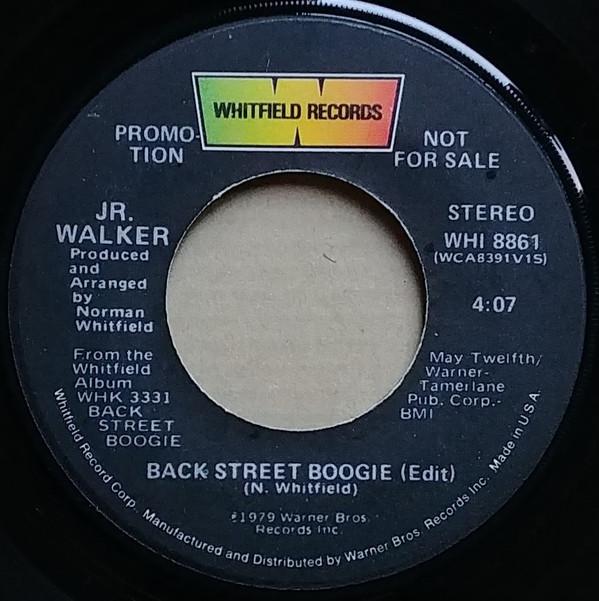 WHITFIELD RECORDS
PROMO-
TION
NOT
FOR SALE
JR.
WALKER
Produced
and
Arranged
by
Norman
Whitfield
From the
Whitfield
Album
WHK 3331
BACK
STREET
BOOGIE
STEREO
WHI 8861
(WCA8391V1S)
4:07
May Twelfth/
Warner-
Tamerlane
Pub. Corp.-
BMI
BACK STREET BOOGIE (Edit)
(N. Whitfield)
℗1979 Warner Bros.
Records Inc.
Whitfield Record Corp. Manufactured and Distributed by Warner Bros. Records Inc. Made in U.S.A.